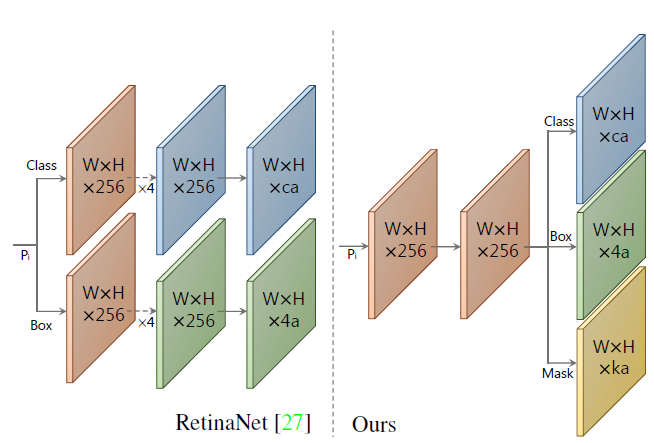 Class
W×H
×256
×4
W×H
×256
W×H
×ca
Pi
Box
W×H
×256
×4
W×H
×256
W×H
×4a
RetinaNet [27]
Pi
W×H
×256
W×H
×256
Class
W×H
×ca
Box
W×H
×4a
Mask
W×H
×ka
Ours